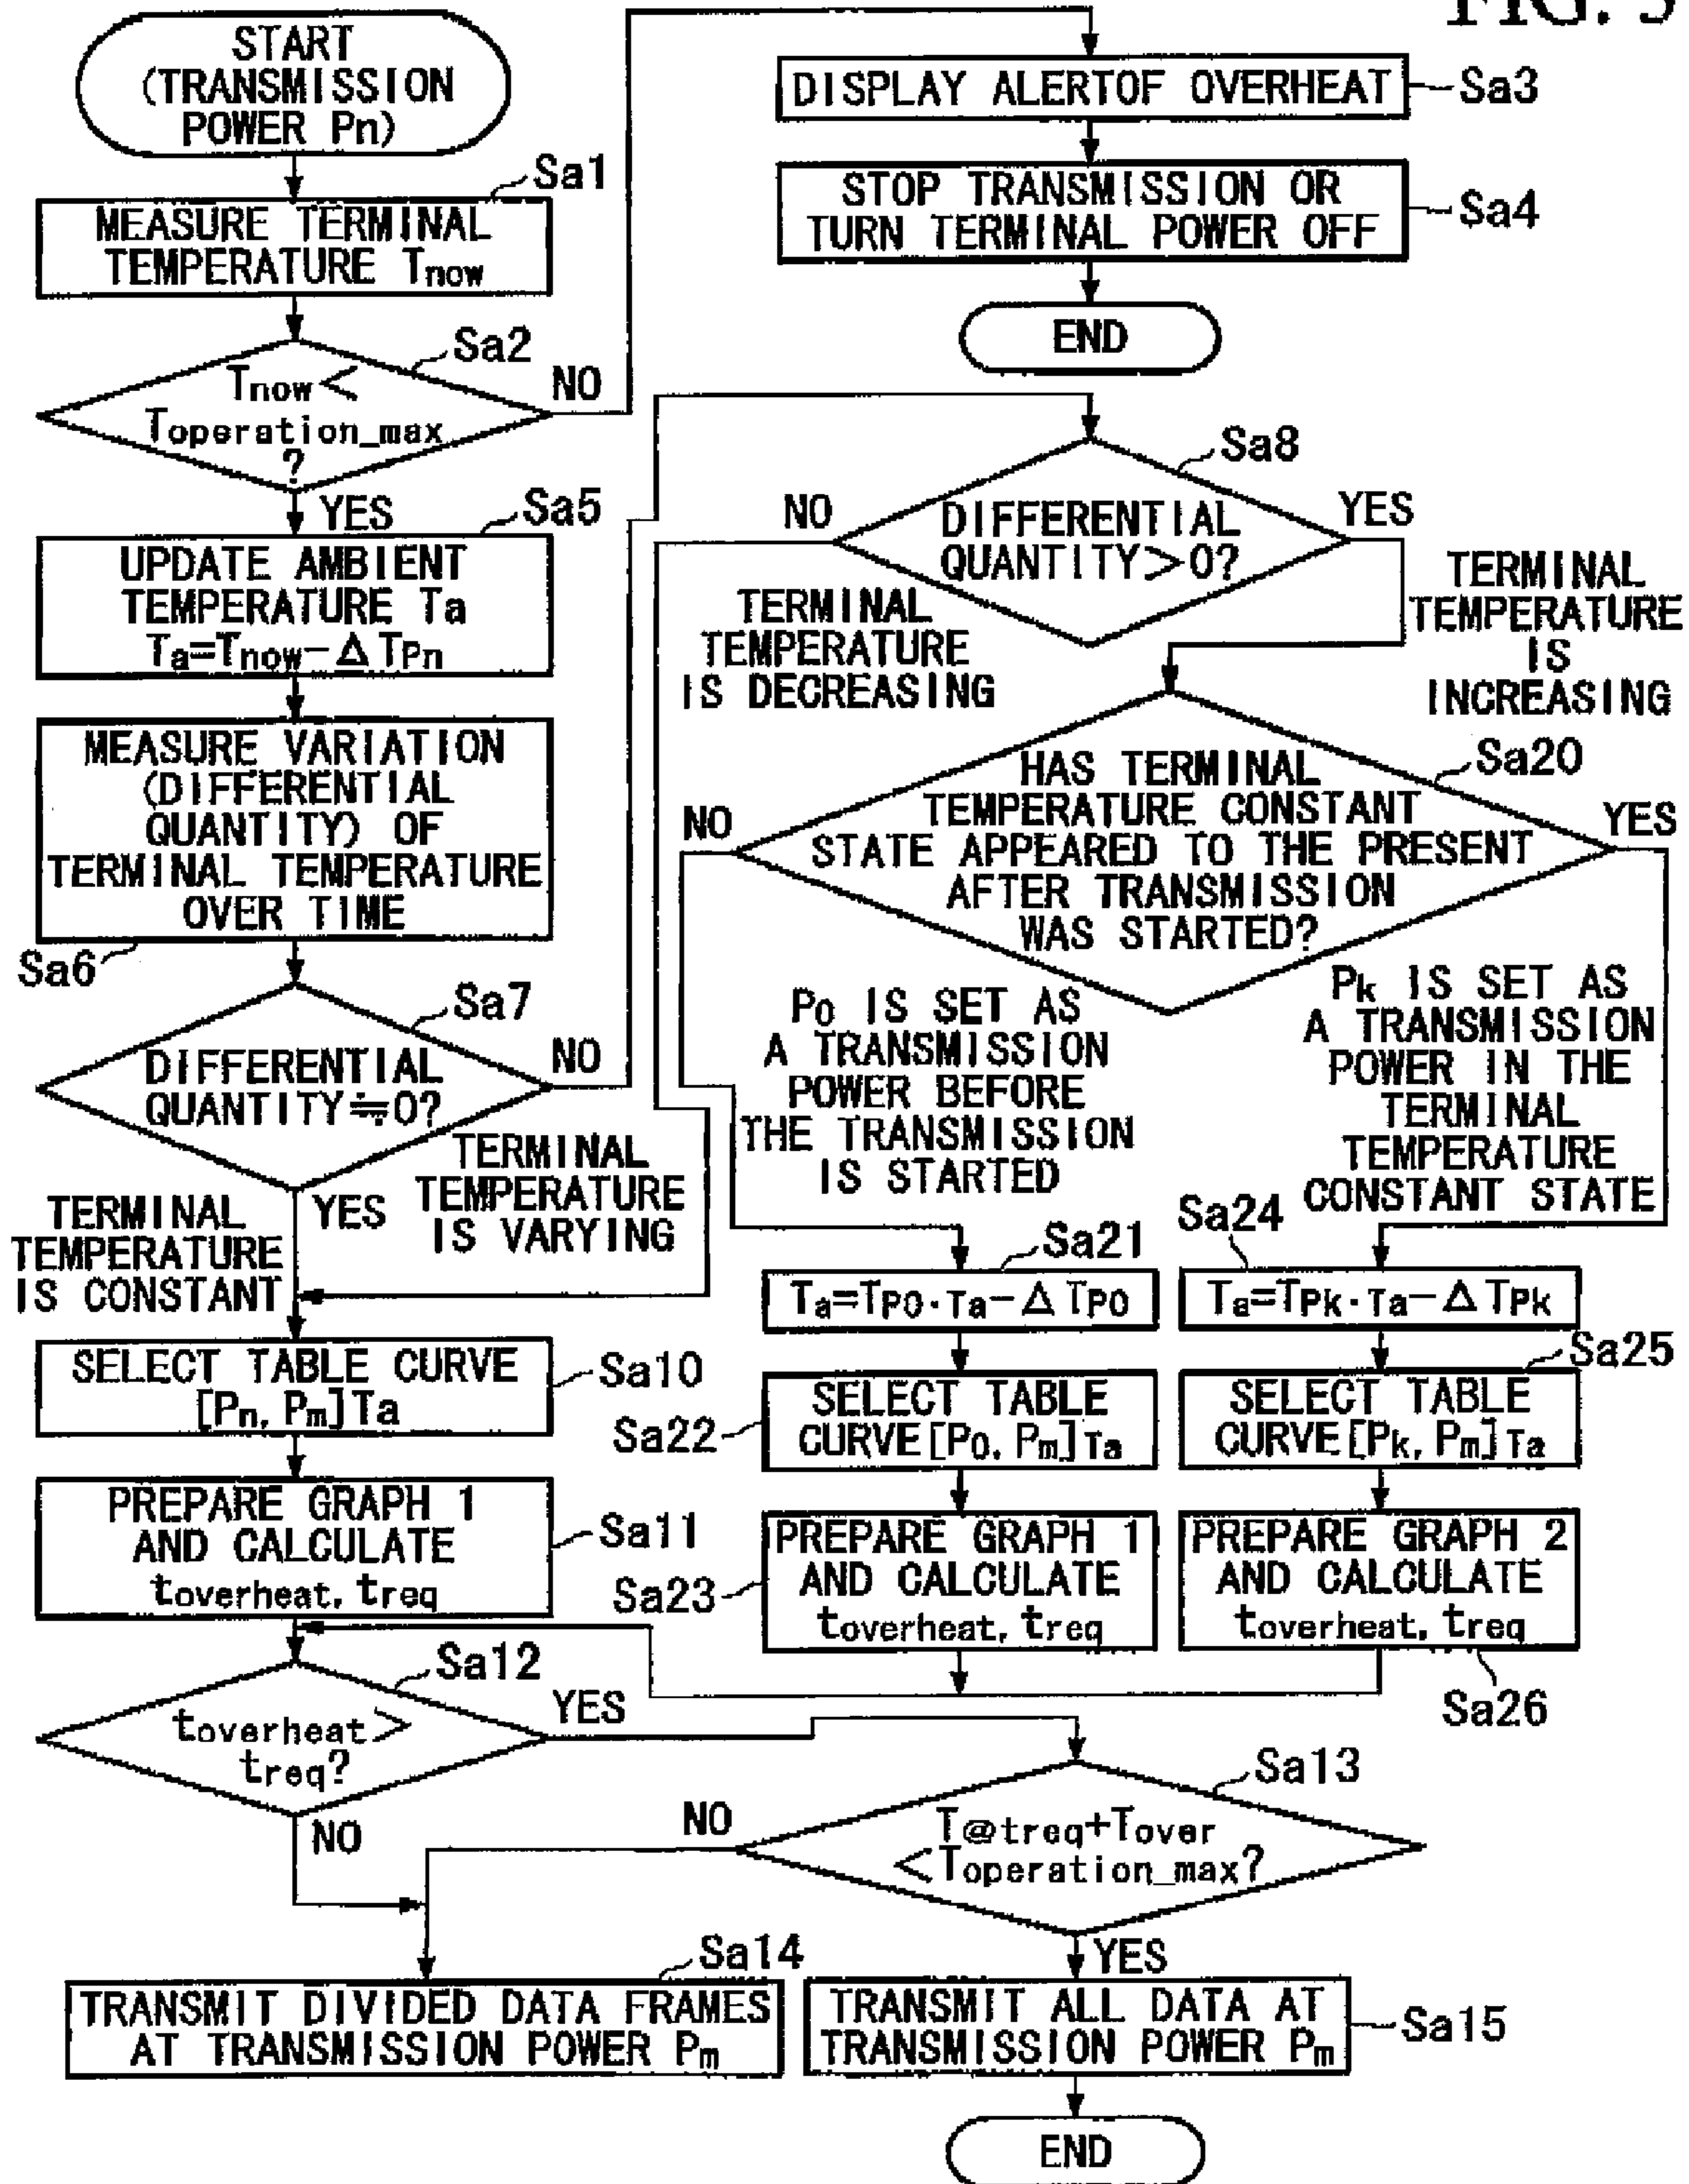 FIG. 3
START
(TRANSMISSION
POWER Pn)
Sa1
MEASURE TERMINAL
TEMPERATURE Tnow
Sa2
Tnow <
Toperation_max
?
NO
YES
DISPLAY ALERTOF OVERHEAT
Sa3
STOP TRANSMISSION OR
TURN TERMINAL POWER OFF
Sa4
END
Sa5
UPDATE AMBIENT
TEMPERATURE Ta
Ta=Tnow-ΔTPn
MEASURE VARIATION
(DIFFERENTIAL
QUANTITY) OF
TERMINAL TEMPERATURE
OVER TIME
Sa6
Sa7
DIFFERENTIAL
QUANTITY≒0?
NO
TERMINAL
TEMPERATURE
IS VARYING
YES
TERMINAL
TEMPERATURE
IS CONSTANT
Sa8
DIFFERENTIAL
QUANTITY>0?
NO
TERMINAL
TEMPERATURE
IS DECREASING
YES
TERMINAL
TEMPERATURE
IS
INCREASING
Sa20
HAS TERMINAL
TEMPERATURE CONSTANT
STATE APPEARED TO THE PRESENT
AFTER TRANSMISSION
WAS STARTED?
NO
P0 IS SET AS
A TRANSMISSION
POWER BEFORE
THE TRANSMISSION
IS STARTED
YES
Pk IS SET AS
A TRANSMISSION
POWER IN THE
TERMINAL
TEMPERATURE
CONSTANT STATE
Sa10
SELECT TABLE CURVE
[Pn, Pm]Ta
Sa11
PREPARE GRAPH 1
AND CALCULATE
toverheat, treq
Sa21
Ta=TP0·Ta-ΔTP0
Sa22
SELECT TABLE
CURVE[P0, Pm]Ta
Sa23
PREPARE GRAPH 1
AND CALCULATE
toverheat, treq
Sa24
Ta=TPk·Ta-ΔTPk
Sa25
SELECT TABLE
CURVE[Pk, Pm]Ta
PREPARE GRAPH 2
AND CALCULATE
toverheat, treq
Sa26
Sa12
toverheat>
treq?
YES
NO
Sa13
T@treq+Tover
<Toperation_max?
NO
YES
Sa14
TRANSMIT DIVIDED DATA FRAMES
AT TRANSMISSION POWER Pm
TRANSMIT ALL DATA AT
TRANSMISSION POWER Pm
Sa15
END